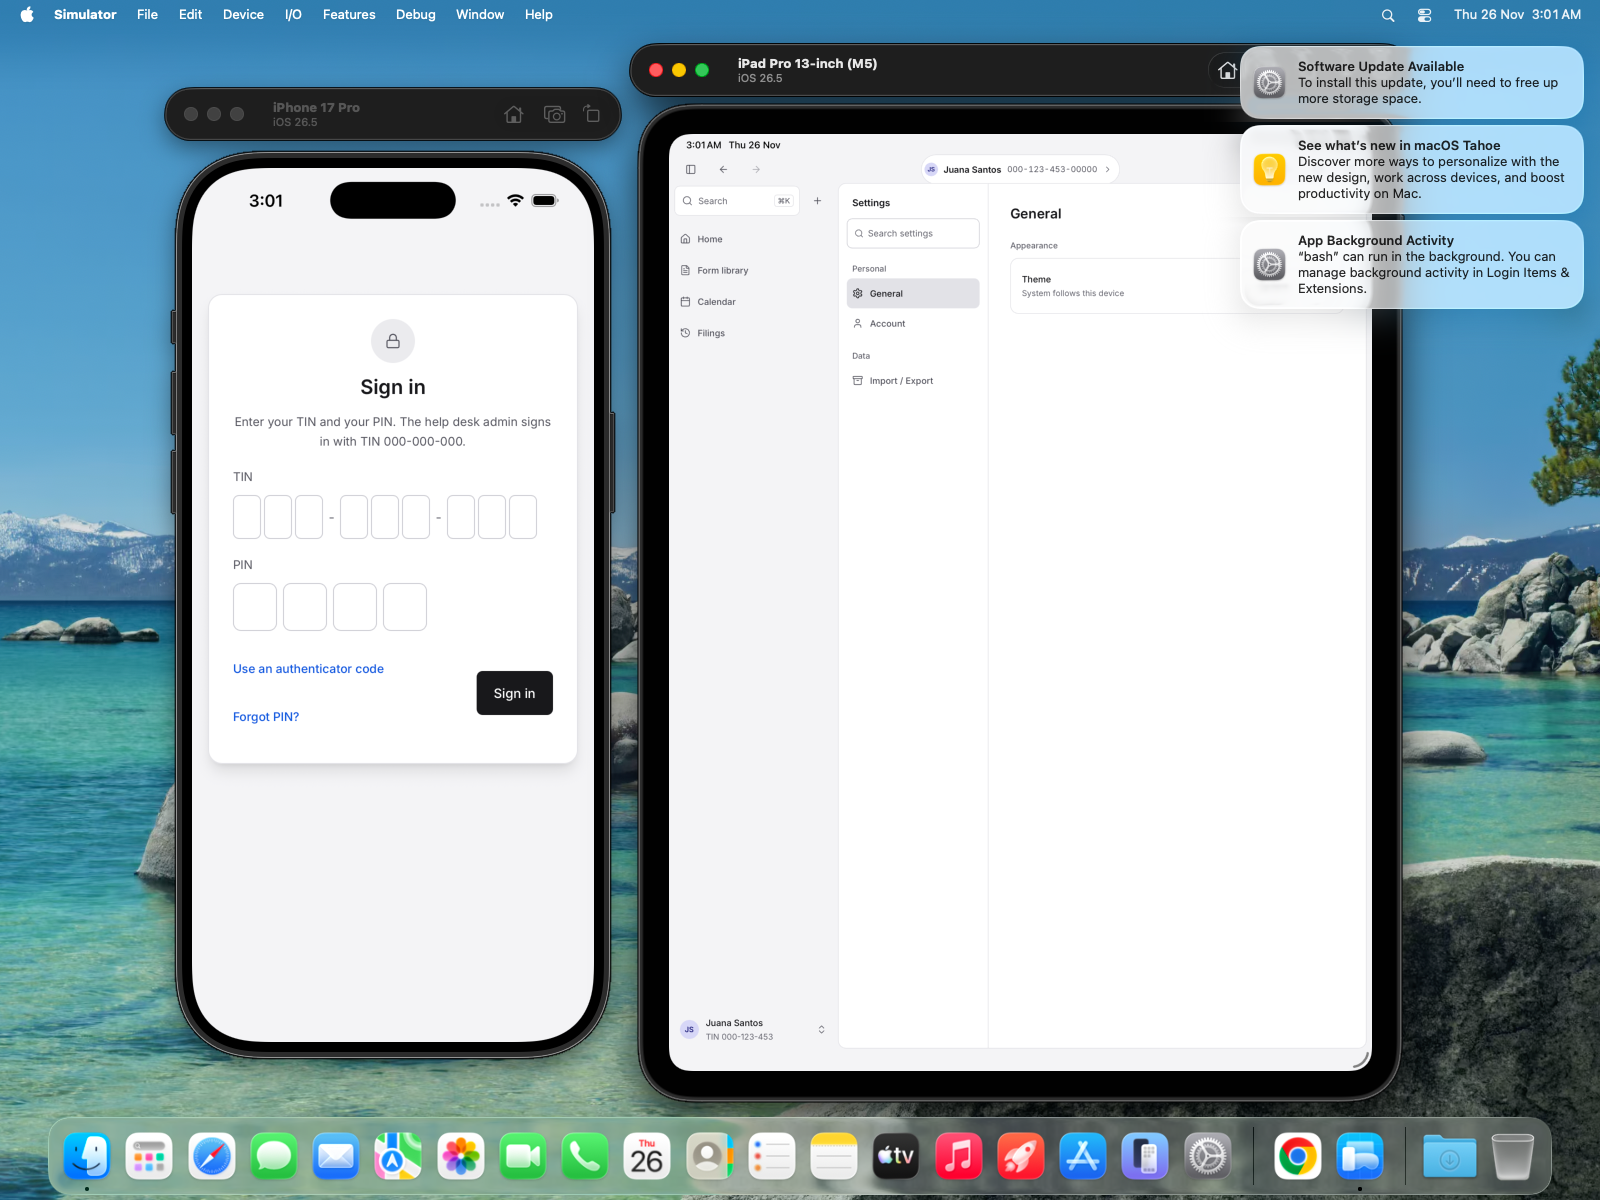 Simulator File Edit Device I/O Features Debug Window Help
Thu 26 Nov 3:01 AM
iPhone 17 Pro
iOS 26.5
3:01
Sign in
Enter your TIN and your PIN. The help desk admin signs
in with TIN 000-000-000.
TIN
- -
PIN
Use an authenticator code
Sign in
Forgot PIN?
iPad Pro 13-inch (M5)
iOS 26.5
3:01 AM Thu 26 Nov
JS Juana Santos 000-123-453-00000
Search ⌘K
Home
Form library
Calendar
Filings
JS
Juana Santos
TIN 000-123-453
Settings
Search settings
Personal
General
Account
Data
Import / Export
General
Appearance
Theme
System follows this device
Software Update Available
To install this update, you’ll need to free up
more storage space.
See what’s new in macOS Tahoe
Discover more ways to personalize with the
new design, work across devices, and boost
productivity on Mac.
App Background Activity
“bash” can run in the background. You can
manage background activity in Login Items &
Extensions.
Thu
26
tv